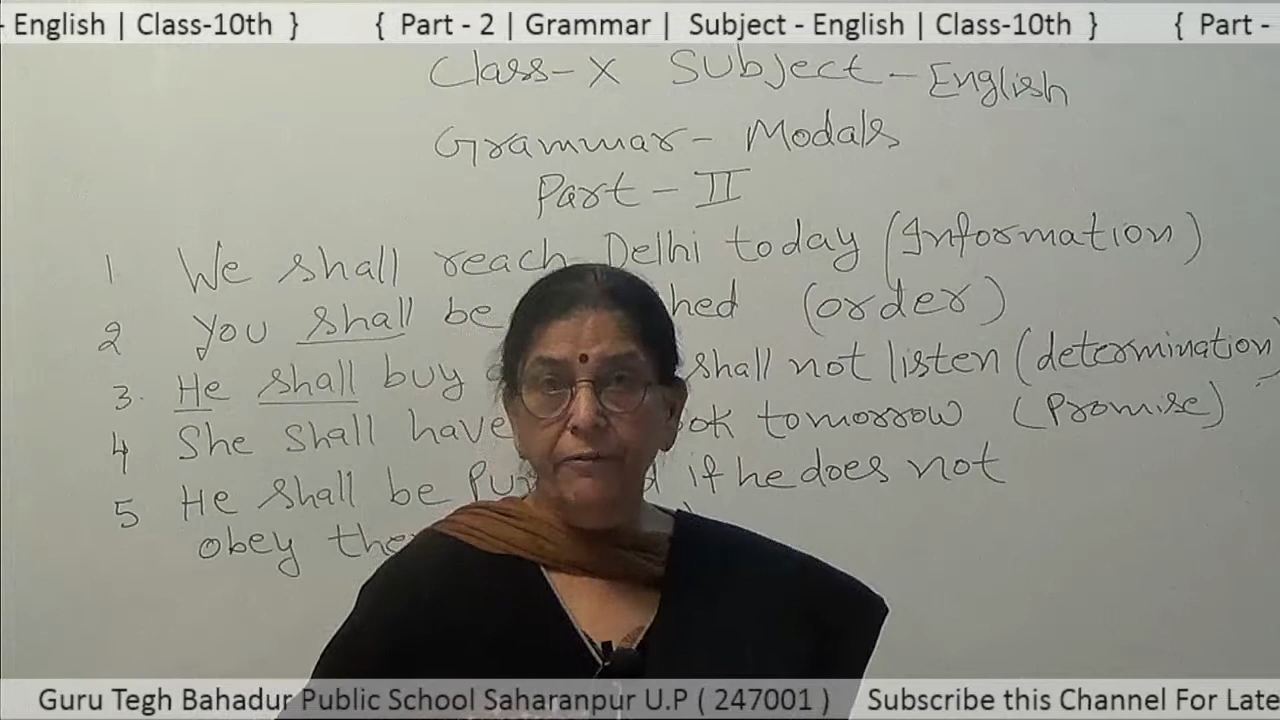 - English | Class-10th } { Part - 2 | Grammar | Subject - English | Class-10th } { Part -
Class-X Subject-English
Grammar- Modals
Part-II
1 We shall reach Delhi today (Information)
2 You shall be (order)
3. He shall buy shall not listen (determination)
4 She shall have tomorrow (Promise)
5 He shall be if he does not
obey
Guru Tegh Bahadur Public School Saharanpur U.P ( 247001 ) Subscribe this Channel For Late